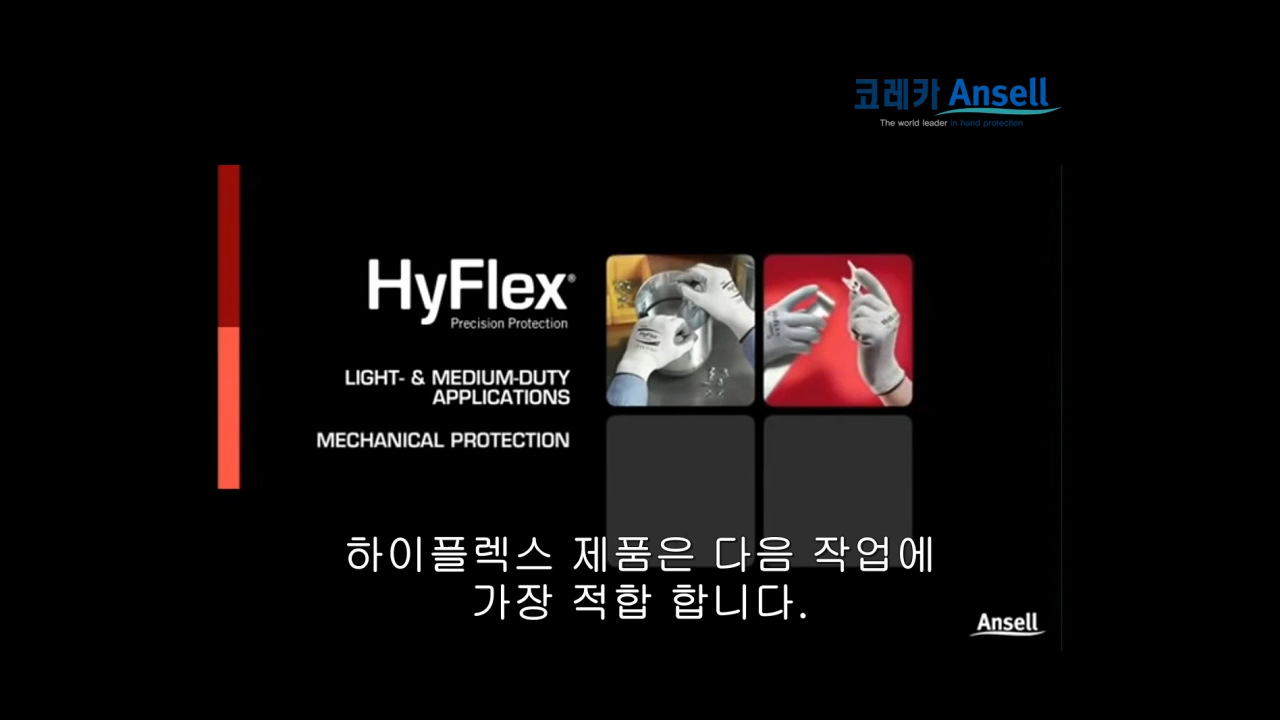 코레카 Ansell
The world leader in hand protection
HyFlex®
Precision Protection
LIGHT- & MEDIUM-DUTY
APPLICATIONS
MECHANICAL PROTECTION
하이플렉스 제품은 다음 작업에
가장 적합 합니다.
Ansell